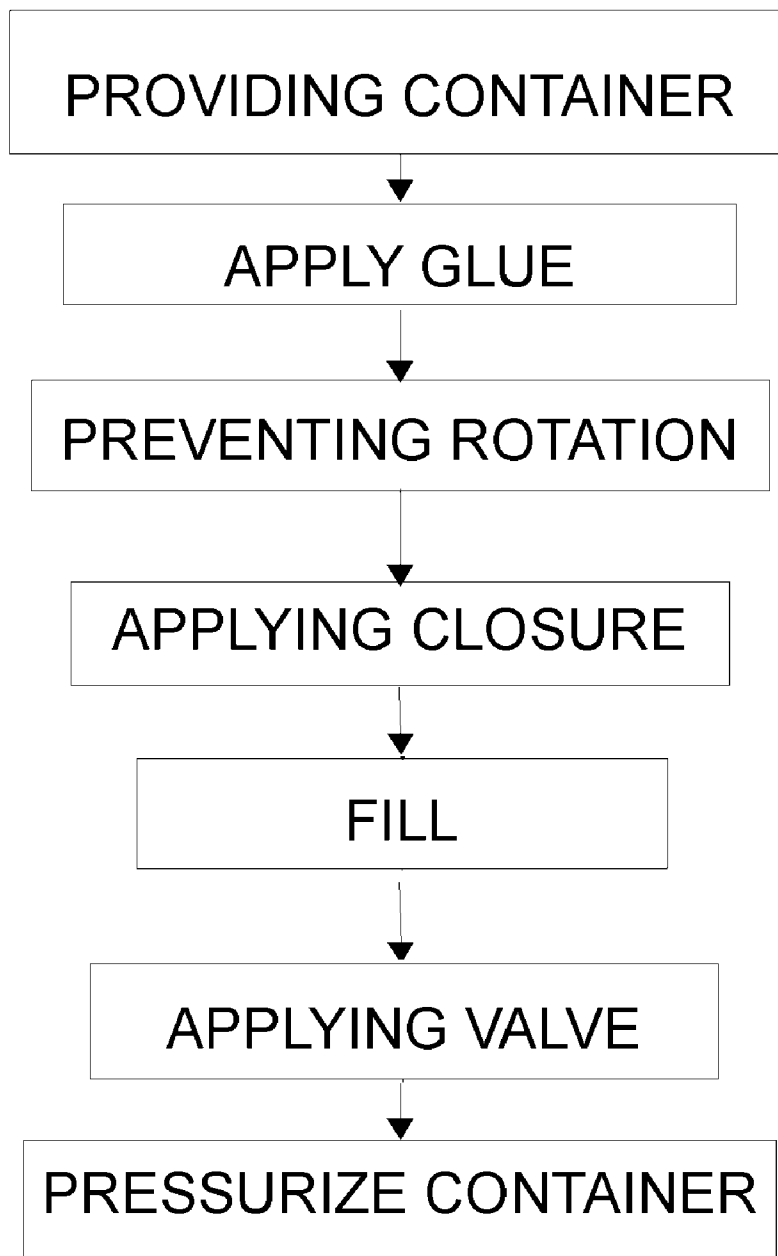 PROVIDING CONTAINER
APPLY GLUE
PREVENTING ROTATION
APPLYING CLOSURE
FILL
APPLYING VALVE
PRESSURIZE CONTAINER